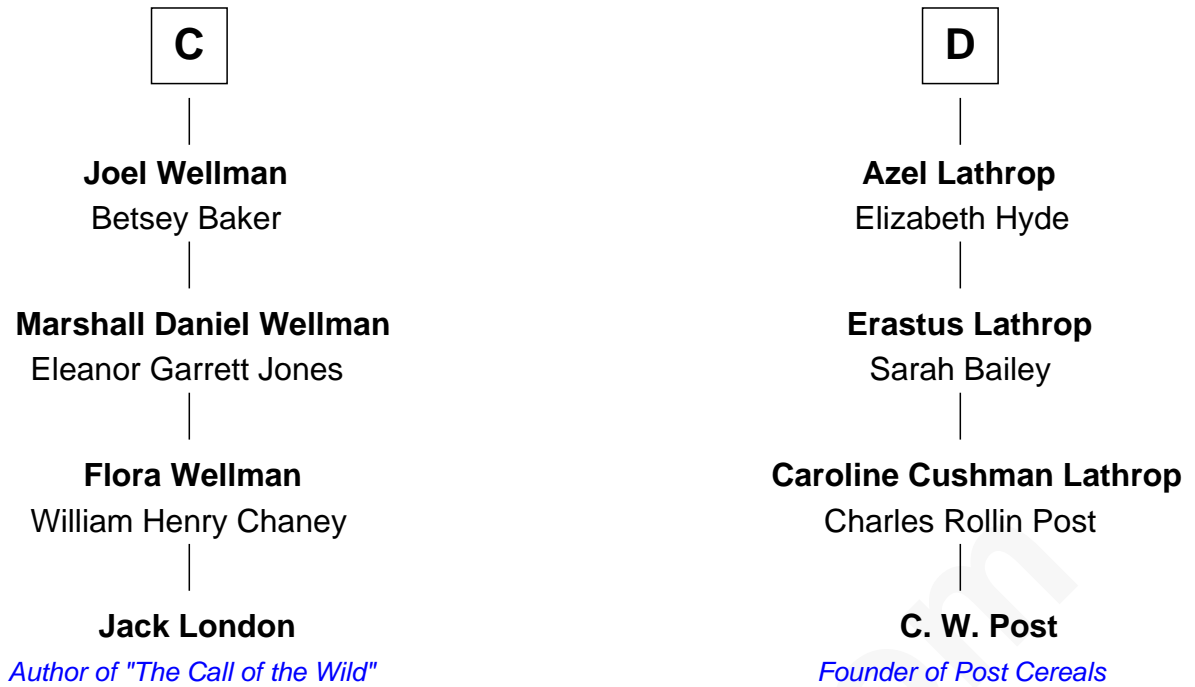 C
D
Joel Wellman
Betsey Baker
Azel Lathrop
Elizabeth Hyde
Marshall Daniel Wellman
Eleanor Garrett Jones
Erastus Lathrop
Sarah Bailey
Flora Wellman
William Henry Chaney
Caroline Cushman Lathrop
Charles Rollin Post
Jack London
Author of "The Call of the Wild"
C. W. Post
Founder of Post Cereals